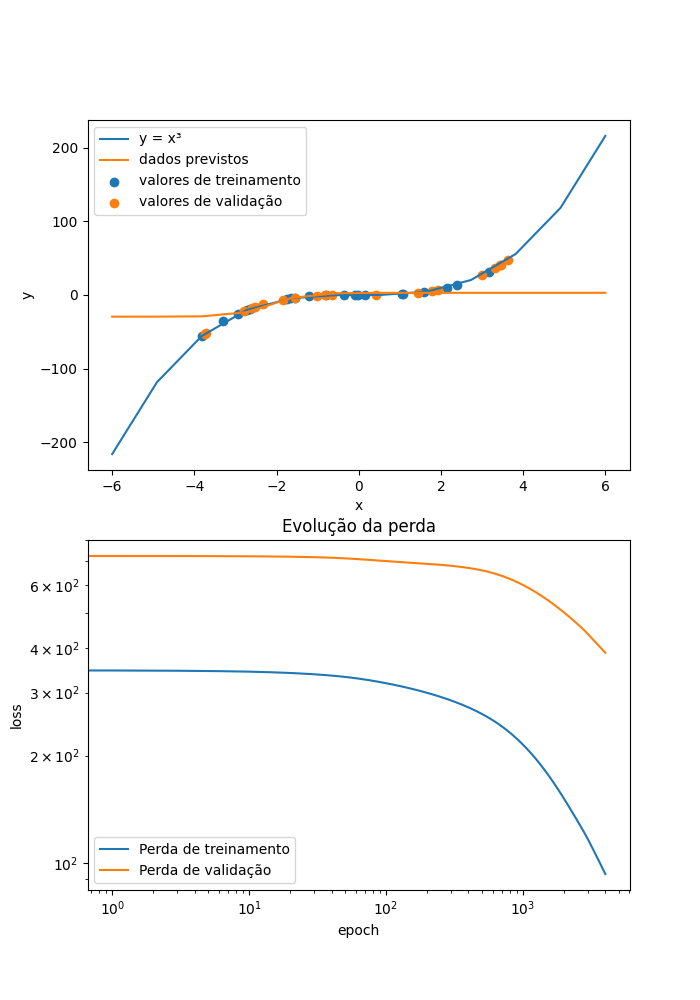 y = x³
dados previstos
valores de treinamento
valores de validação
200
100
0
−100
−200
y
−6 −4 −2 0 2 4 6
x
Evolução da perda
6 × 10²
4 × 10²
3 × 10²
2 × 10²
10²
loss
Perda de treinamento
Perda de validação
10⁰ 10¹ 10² 10³
epoch